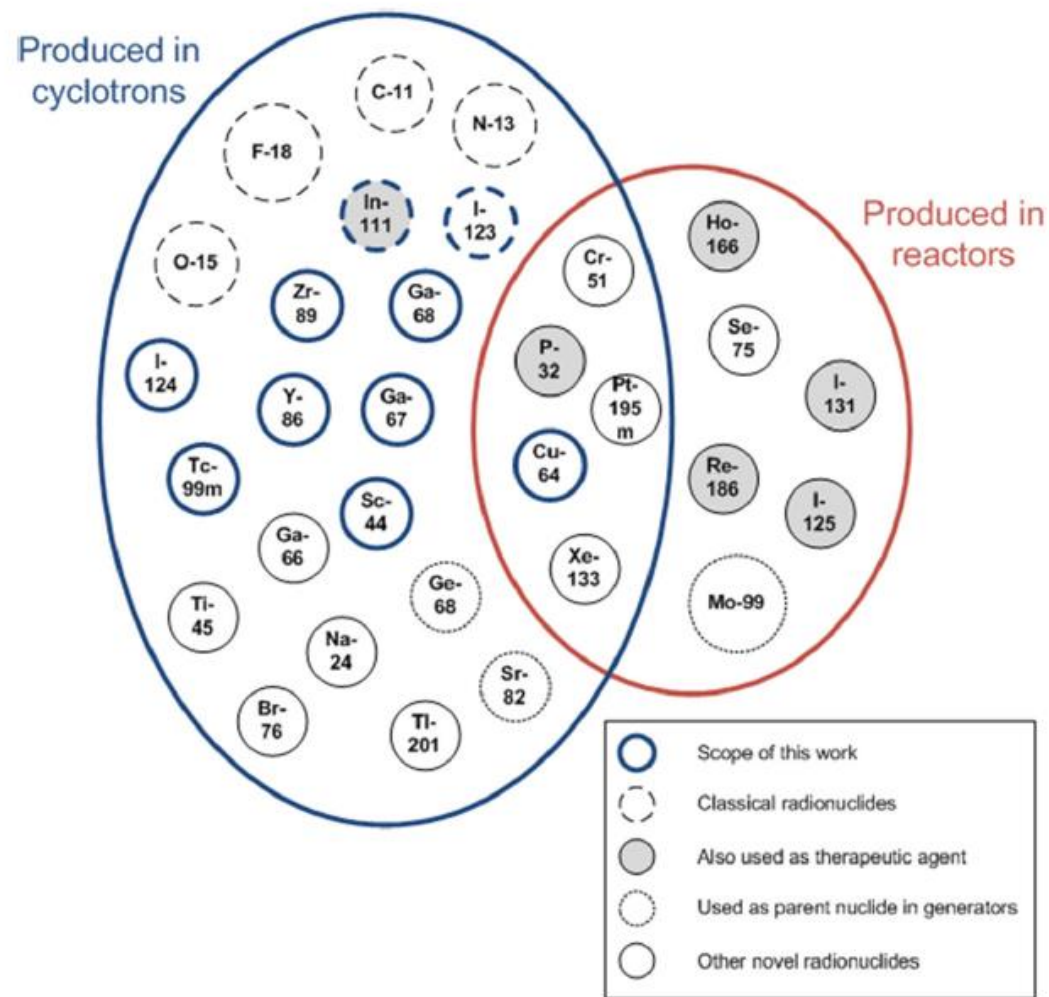 Produced in
cyclotrons
C-11
N-13
F-18
In-
111
I-
123
O-15
Zr-
89
Ga-
68
I-
124
Y-
86
Ga-
67
Tc-
99m
Sc-
44
Ga-
66
Ge-
68
Ti-
45
Na-
24
Sr-
82
Br-
76
Tl-
201
Cr-
51
P-
32
Pt-
195
m
Cu-
64
Xe-
133
Produced in
reactors
Ho-
166
Se-
75
I-
131
Re-
186
I-
125
Mo-99
Scope of this work
Classical radionuclides
Also used as therapeutic agent
Used as parent nuclide in generators
Other novel radionuclides